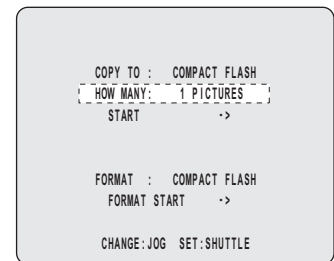 COPY TO : COMPACT FLASH
HOW MANY: 1 PICTURES
START ->
FORMAT : COMPACT FLASH
FORMAT START ->
CHANGE:JOG SET:SHUTTLE